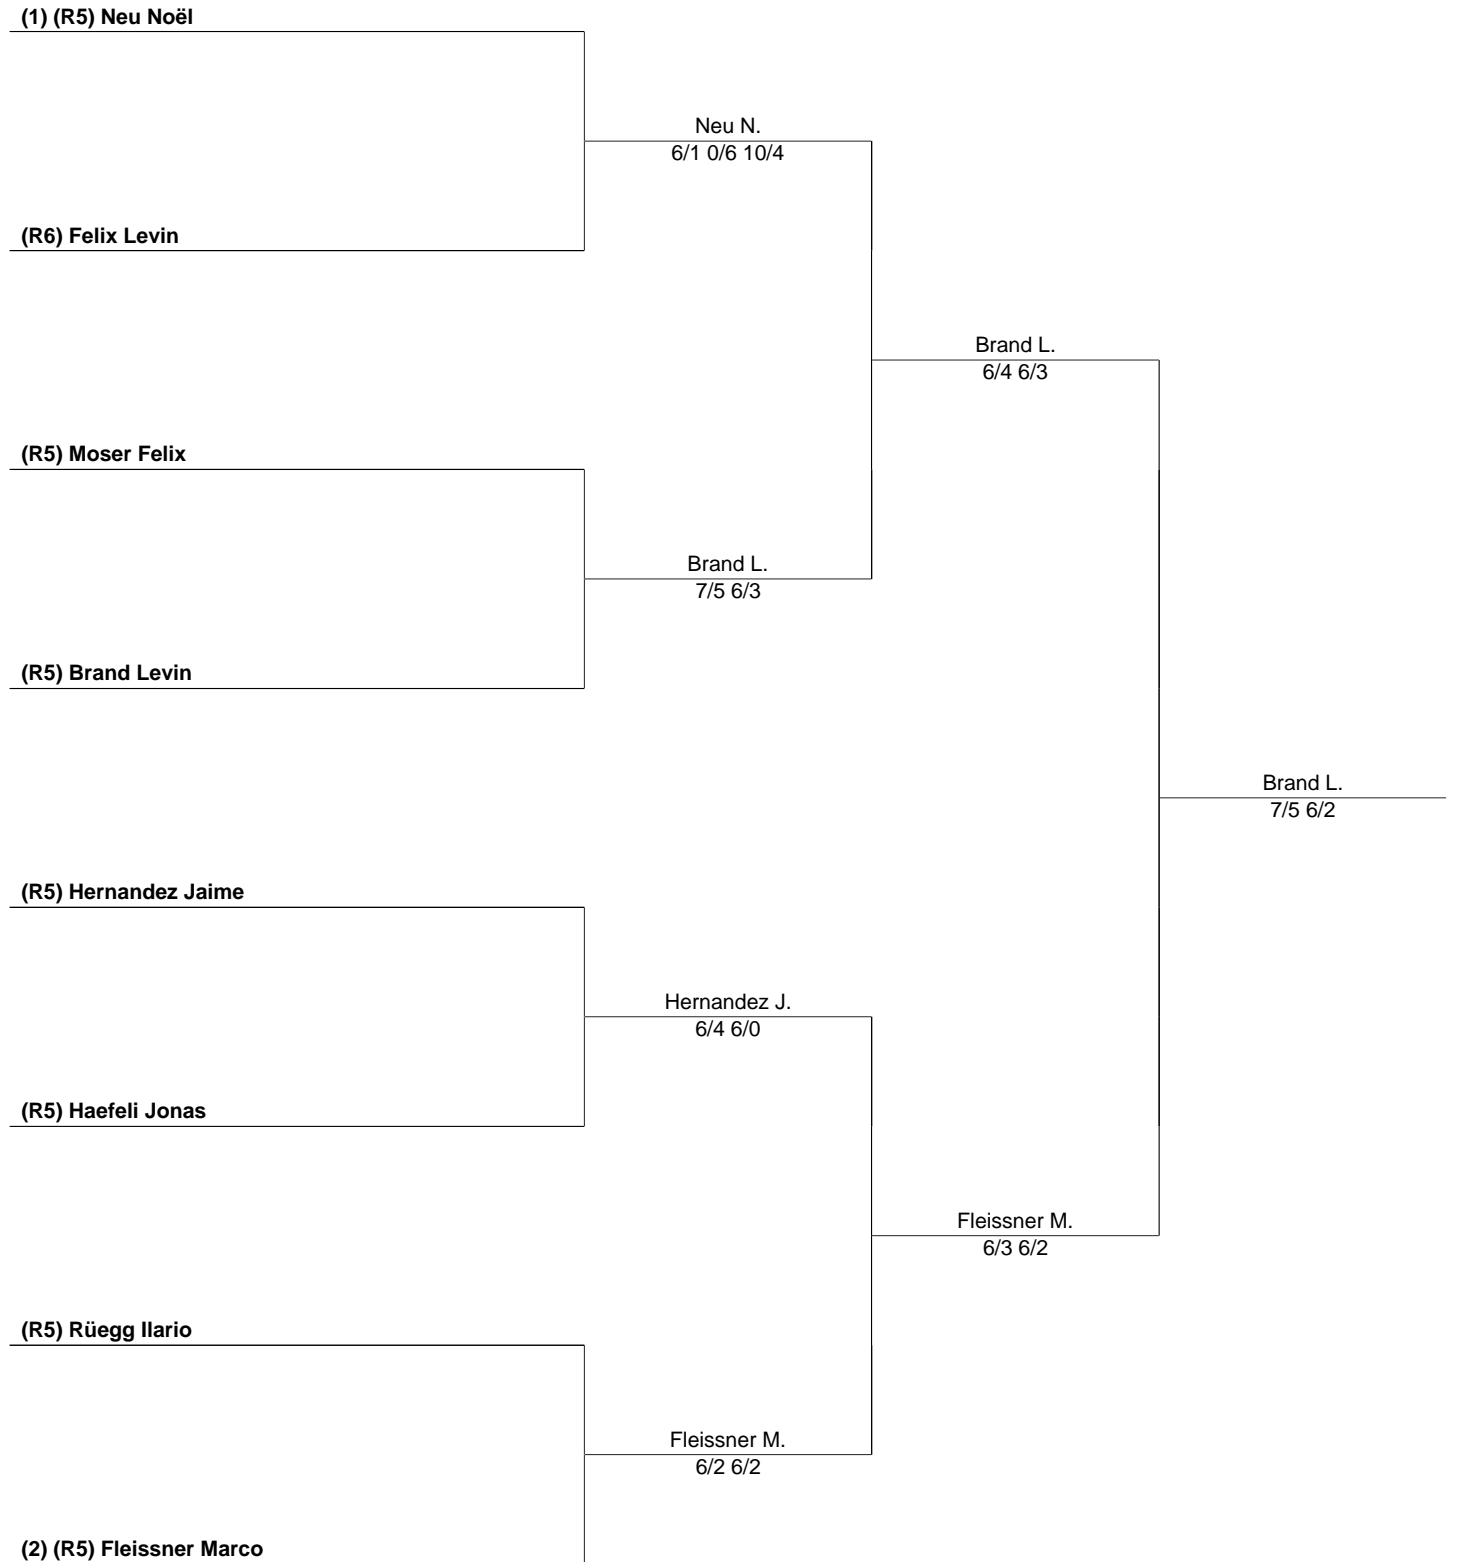 (1) (R5) Neu Noël
Neu N.
6/1 0/6 10/4
(R6) Felix Levin
Brand L.
6/4 6/3
(R5) Moser Felix
Brand L.
7/5 6/3
(R5) Brand Levin
Brand L.
7/5 6/2
(R5) Hernandez Jaime
Hernandez J.
6/4 6/0
(R5) Haefeli Jonas
Fleissner M.
6/3 6/2
(R5) Rüegg Ilario
Fleissner M.
6/2 6/2
(2) (R5) Fleissner Marco